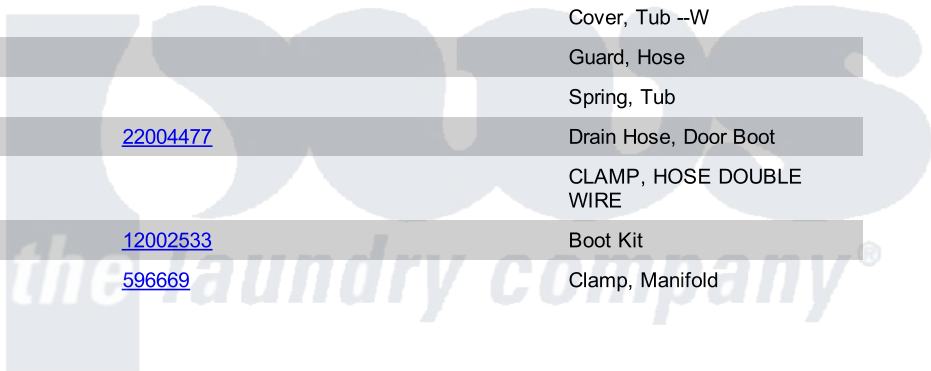 Cover, Tub --W
Guard, Hose
Spring, Tub
22004477 Drain Hose, Door Boot
CLAMP, HOSE DOUBLE
WIRE
12002533 Boot Kit
596669 Clamp, Manifold
the laundry company®